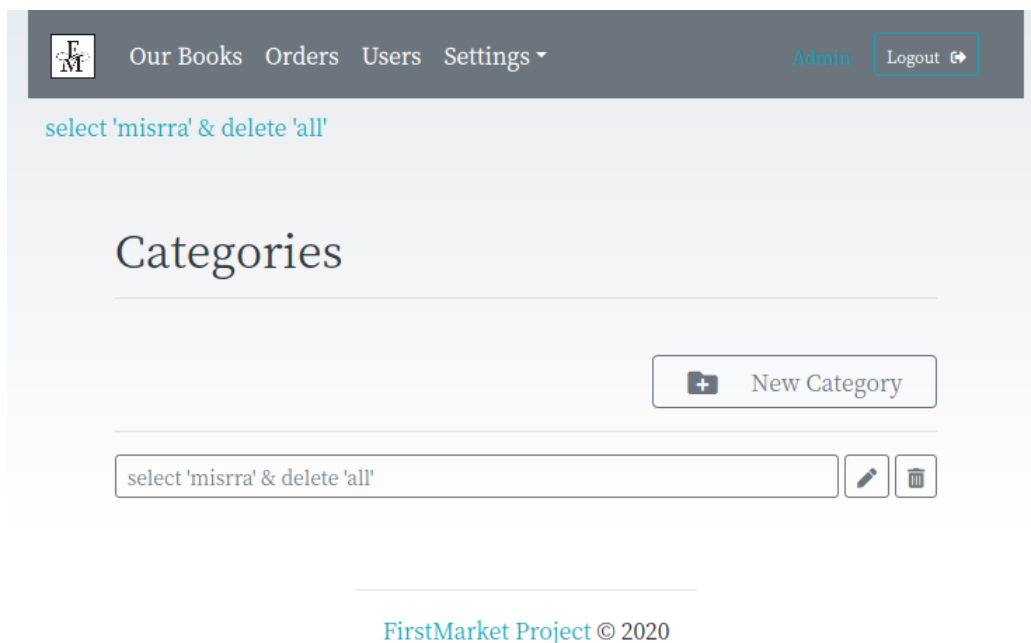 FM
Our Books Orders Users Settings Admin Logout
select 'misrra' & delete 'all'
Categories
New Category
select 'misrra' & delete 'all'
FirstMarket Project © 2020